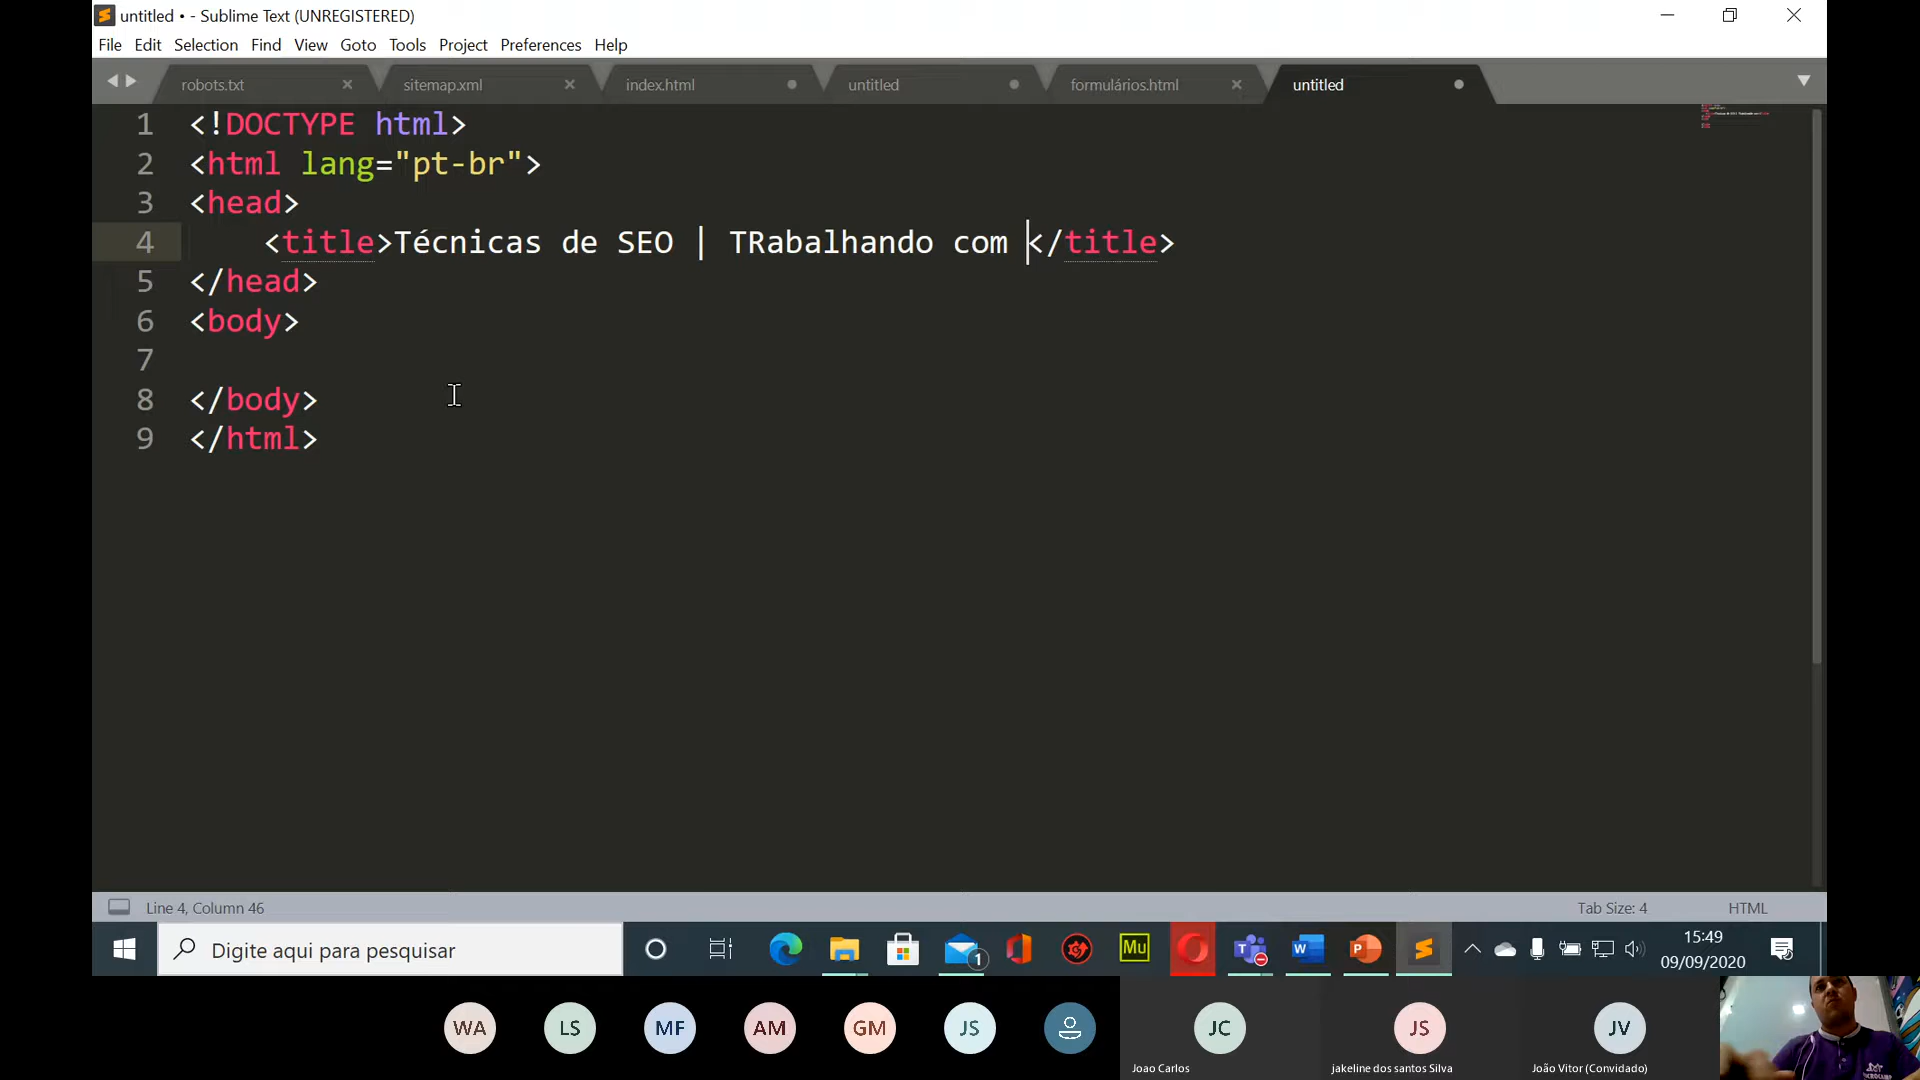 untitled • - Sublime Text (UNREGISTERED)
File Edit Selection Find View Goto Tools Project Preferences Help
robots.txt sitemap.xml index.html untitled formulários.html untitled
1 <!DOCTYPE html>
2 <html lang="pt-br">
3 <head>
4 <title>Técnicas de SEO | TRabalhando com </title>
5 </head>
6 <body>
7
8 </body>
9 </html>
Line 4, Column 46 Tab Size: 4 HTML
Digite aqui para pesquisar
1
Mu
15:49
09/09/2020
WA LS MF AM GM JS JC JS JV
Joao Carlos jakeline dos santos Silva João Vitor (Convidado)